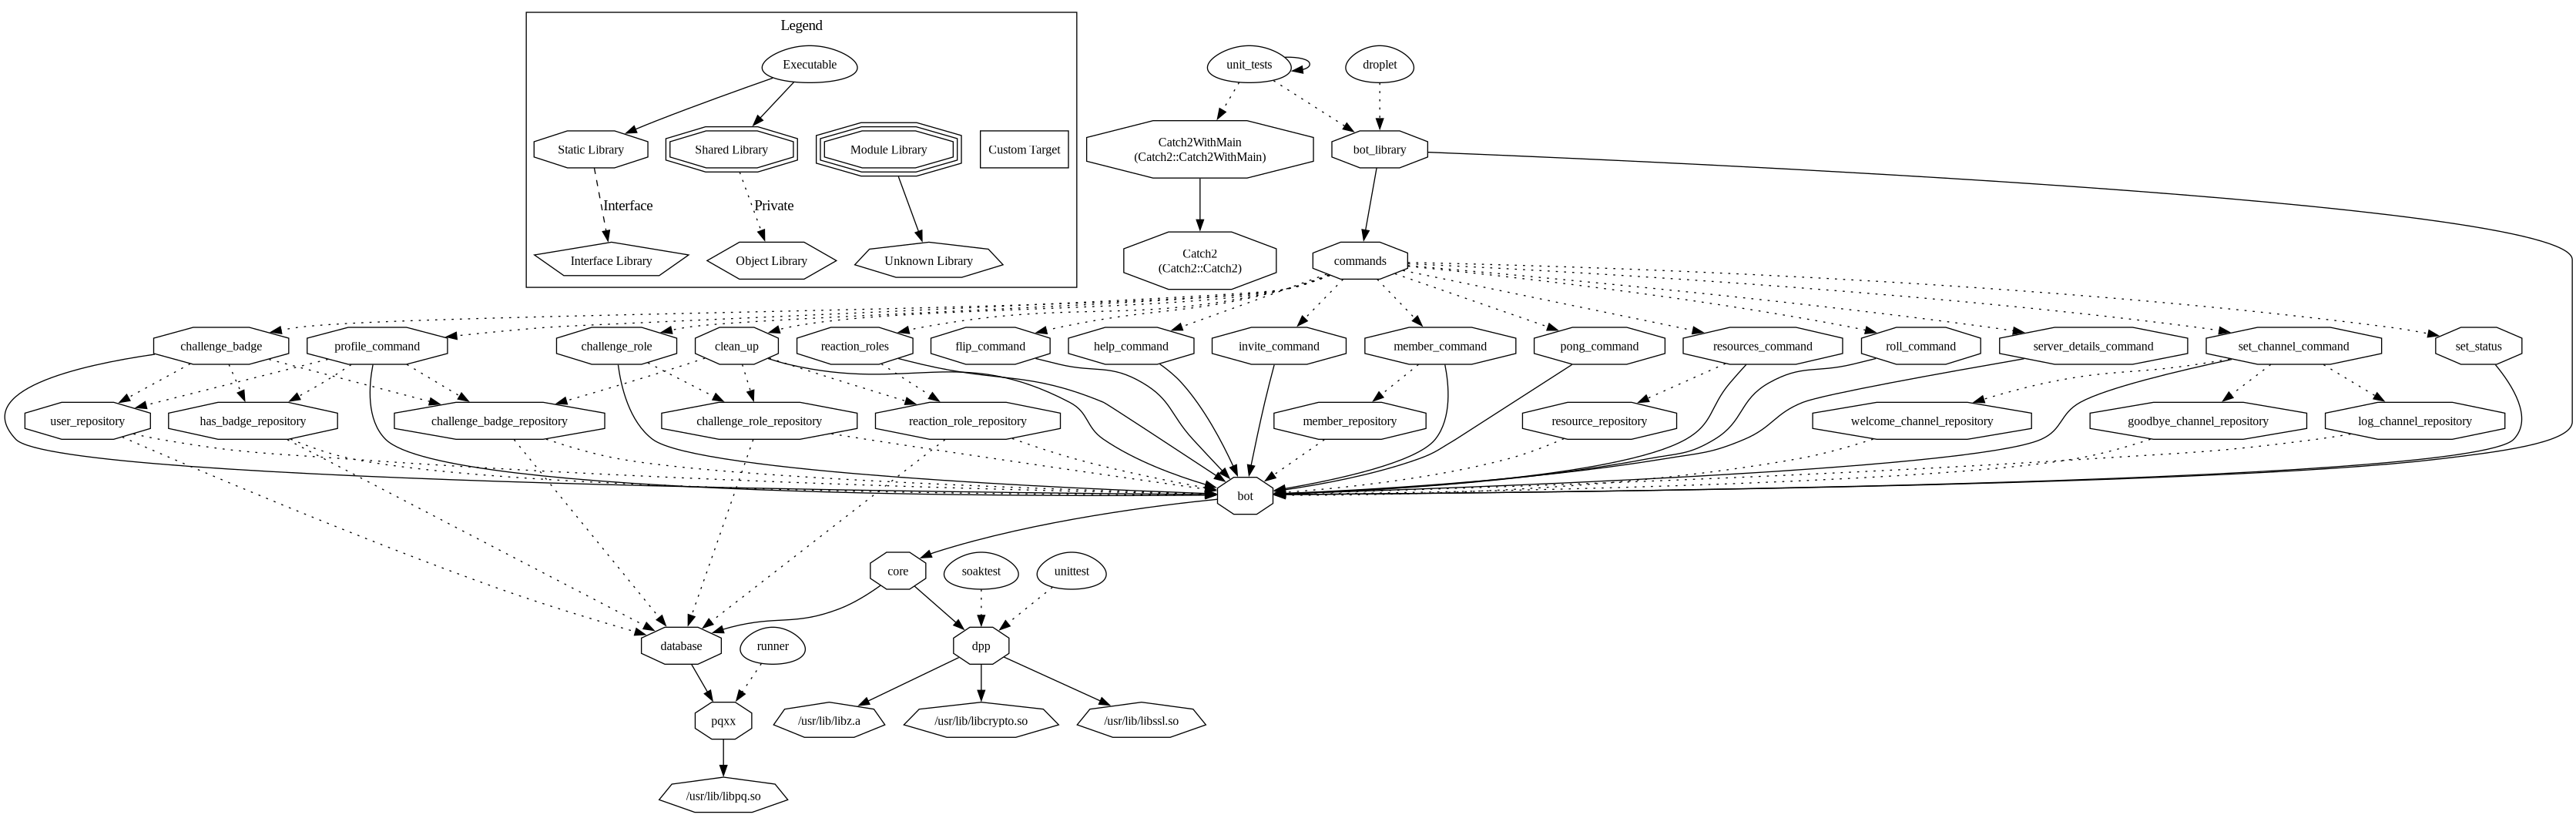 Legend
Executable
unit_tests
droplet
Static Library
Shared Library
Module Library
Custom Target
Catch2WithMain
(Catch2::Catch2WithMain)
bot_library
Interface
Private
Interface Library
Object Library
Unknown Library
Catch2
(Catch2::Catch2)
commands
challenge_badge
profile_command
challenge_role
clean_up
reaction_roles
flip_command
help_command
invite_command
member_command
pong_command
resources_command
roll_command
server_details_command
set_channel_command
set_status
user_repository
has_badge_repository
challenge_badge_repository
challenge_role_repository
reaction_role_repository
member_repository
resource_repository
welcome_channel_repository
goodbye_channel_repository
log_channel_repository
bot
core
soaktest
unittest
database
runner
dpp
pqxx
/usr/lib/libz.a
/usr/lib/libcrypto.so
/usr/lib/libssl.so
/usr/lib/libpq.so